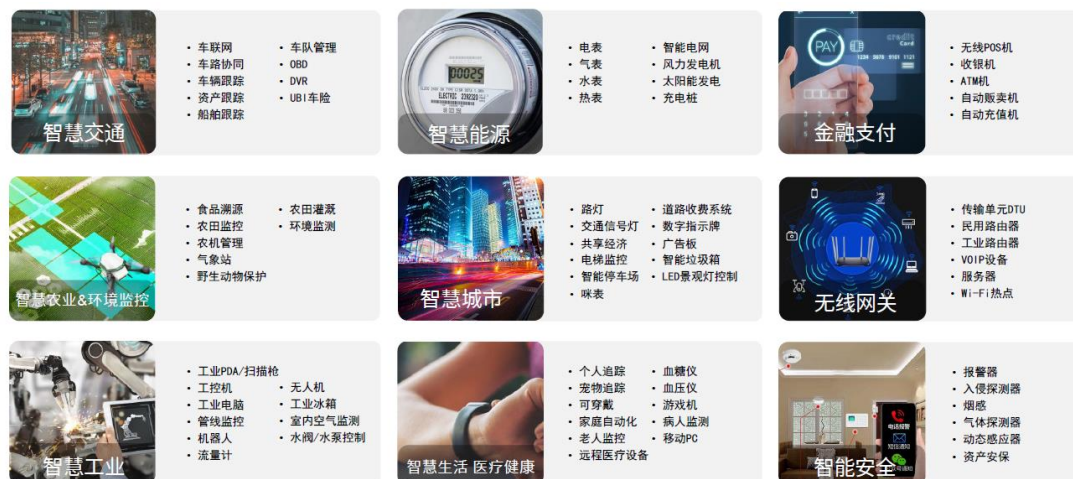 智慧交通
• 车联网
• 车路协同
• 车辆跟踪
• 资产跟踪
• 船舶跟踪
• 车队管理
• OBD
• DVR
• UBI车险
00025
智慧能源
• 电表
• 气表
• 水表
• 热表
• 智能电网
• 风力发电机
• 太阳能发电
• 充电桩
PAY
credit
Card
金融支付
• 无线POS机
• 收银机
• ATM机
• 自动贩卖机
• 自动充值机
智慧农业&环境监控
• 食品溯源
• 农田监控
• 农机管理
• 气象站
• 野生动物保护
• 农田灌溉
• 环境监测
智慧城市
• 路灯
• 交通信号灯
• 共享经济
• 电梯监控
• 智能停车场
• 咪表
• 道路收费系统
• 数字指示牌
• 广告板
• 智能垃圾箱
• LED景观灯控制
无线网关
• 传输单元DTU
• 民用路由器
• 工业路由器
• VOIP设备
• 服务器
• Wi-Fi热点
智慧工业
• 工业PDA/扫描枪
• 工控机
• 工业电脑
• 管线监控
• 机器人
• 流量计
• 无人机
• 工业冰箱
• 室内空气监测
• 水阀/水泵控制
智慧生活 医疗健康
• 个人追踪
• 宠物追踪
• 可穿戴
• 家庭自动化
• 老人监控
• 远程医疗设备
• 血糖仪
• 血压仪
• 游戏机
• 病人监测
• 移动PC
电话报警
短信通知
智能安全
• 报警器
• 入侵探测器
• 烟感
• 气体探测器
• 动态感应器
• 资产安保